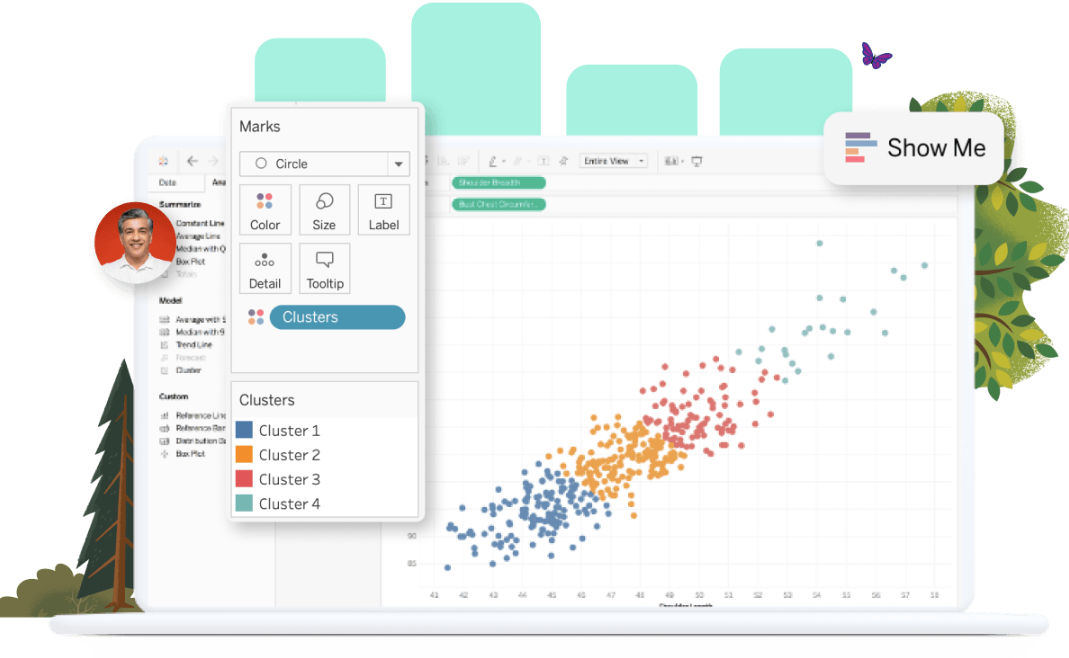 Marks
Circle
Color
Size
Label
Detail
Tooltip
Clusters
Clusters
Cluster 1
Cluster 2
Cluster 3
Cluster 4
Show Me
Entire View
Shoulder Breadth
Bust Chest Circumfer..
Data
Ana
Summarize
Constant Line
Average Line
Median with Q
Box Plot
Totals
Model
Average with
Median with 9
Trend Line
Forecast
Cluster
Custom
Reference Line
Reference Ban
Distribution Ba
Box Plot
90
85
41 42 43 44 45 46 47 48 49 50 51 52 53 54 55 56 57 58
Shoulder Length